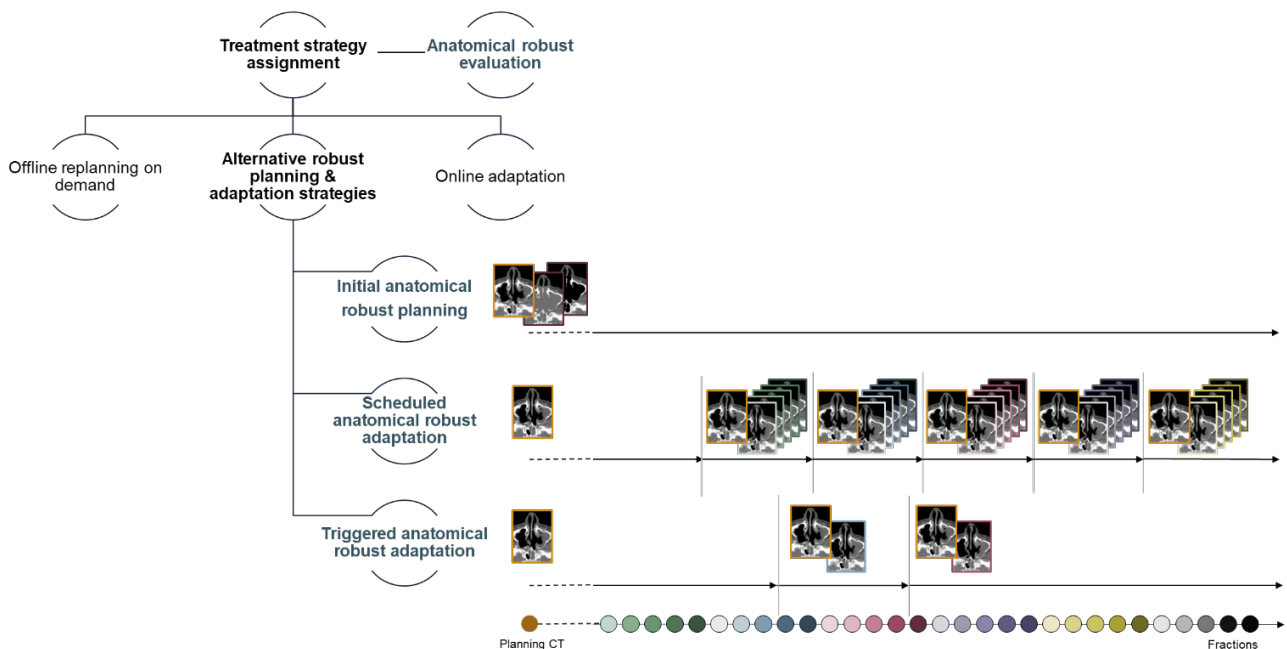 Treatment strategy
assignment
Anatomical robust
evaluation
Offline replanning on
demand
Alternative robust
planning &
adaptation strategies
Online adaptation
Initial anatomical
robust planning
Scheduled
anatomical robust
adaptation
Triggered anatomical
robust adaptation
Planning CT
Fractions